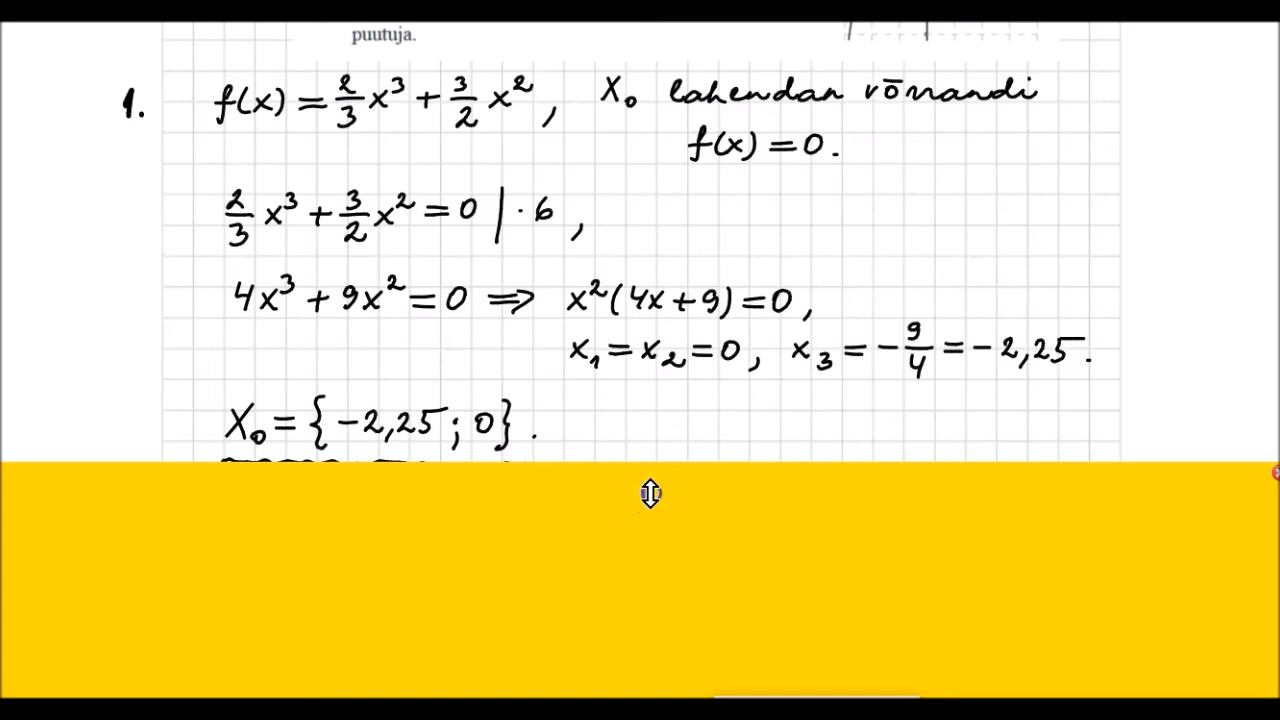 puutuja.
1. f(x) = 2/3 x³ + 3/2 x², X₀ lahendan võrrandi
f(x) = 0.
2/3 x³ + 3/2 x² = 0 | · 6,
4x³ + 9x² = 0 ⇒ x²(4x + 9) = 0,
x₁ = x₂ = 0, x₃ = -9/4 = -2,25.
X₀ = {-2,25; 0}.